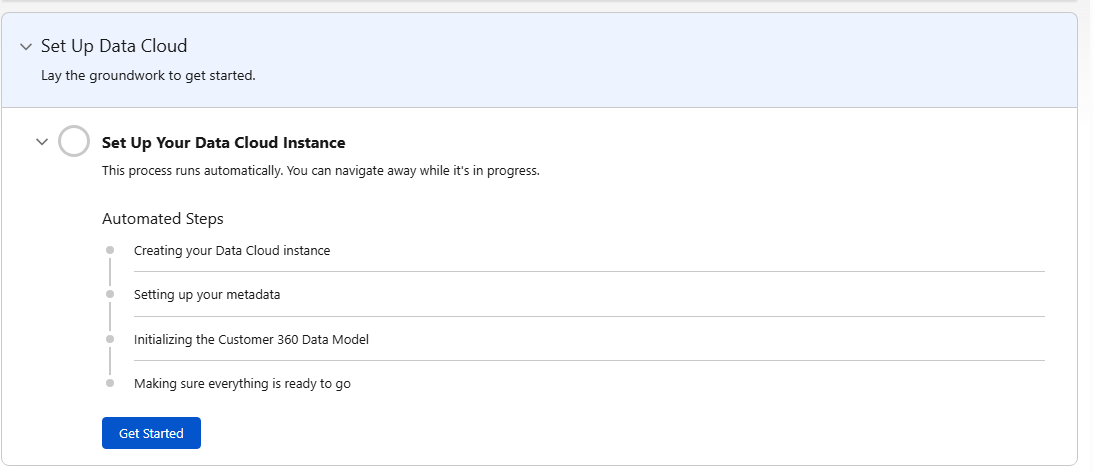 Set Up Data Cloud
Lay the groundwork to get started.
Set Up Your Data Cloud Instance
This process runs automatically. You can navigate away while it's in progress.
Automated Steps
Creating your Data Cloud instance
Setting up your metadata
Initializing the Customer 360 Data Model
Making sure everything is ready to go
Get Started